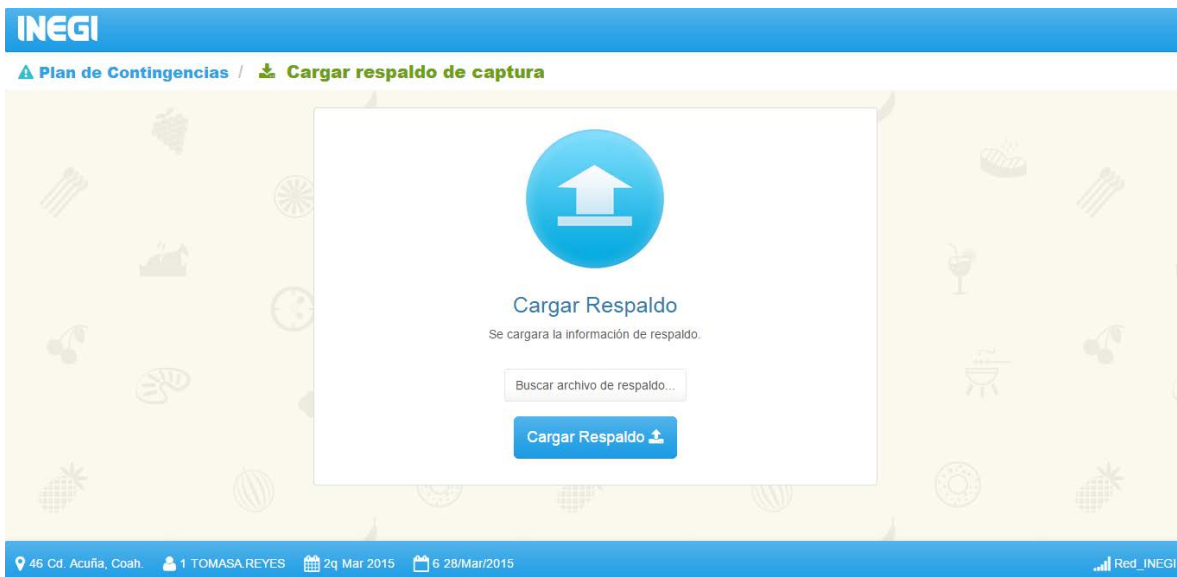 INEGI
Plan de Contingencias / Cargar respaldo de captura
Cargar Respaldo
Se cargara la información de respaldo.
Buscar archivo de respaldo...
Cargar Respaldo
46 Cd. Acuña, Coah. 1 TOMASA.REYES 2q Mar 2015 6 28/Mar/2015 Red_INEGI